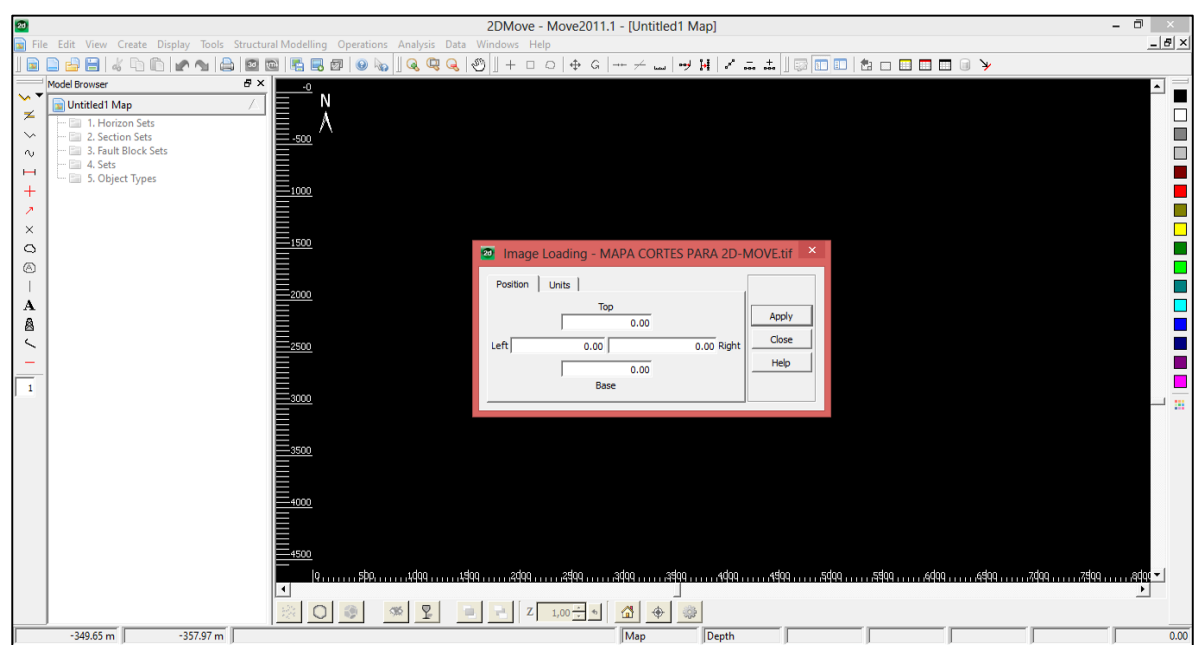 2DMove - Move2011.1 - [Untitled1 Map]
File Edit View Create Display Tools Structural Modelling Operations Analysis Data Windows Help
Model Browser
Untitled1 Map
1. Horizon Sets
2. Section Sets
3. Fault Block Sets
4. Sets
5. Object Types
-0
N
-500
-1000
-1500
-2000
-2500
-3000
-3500
-4000
-4500
2d Image Loading - MAPA CORTES PARA 2D-MOVE.tif
Position Units
Top
0.00
Left 0.00 0.00 Right
0.00
Base
Apply
Close
Help
A
1
0 500 1000 1500 2000 2500 3000 3500 4000 4500 5000 5500 6000 6500 7000 7500 8000
Z 1,00
-349.65 m -357.97 m Map Depth 0.00